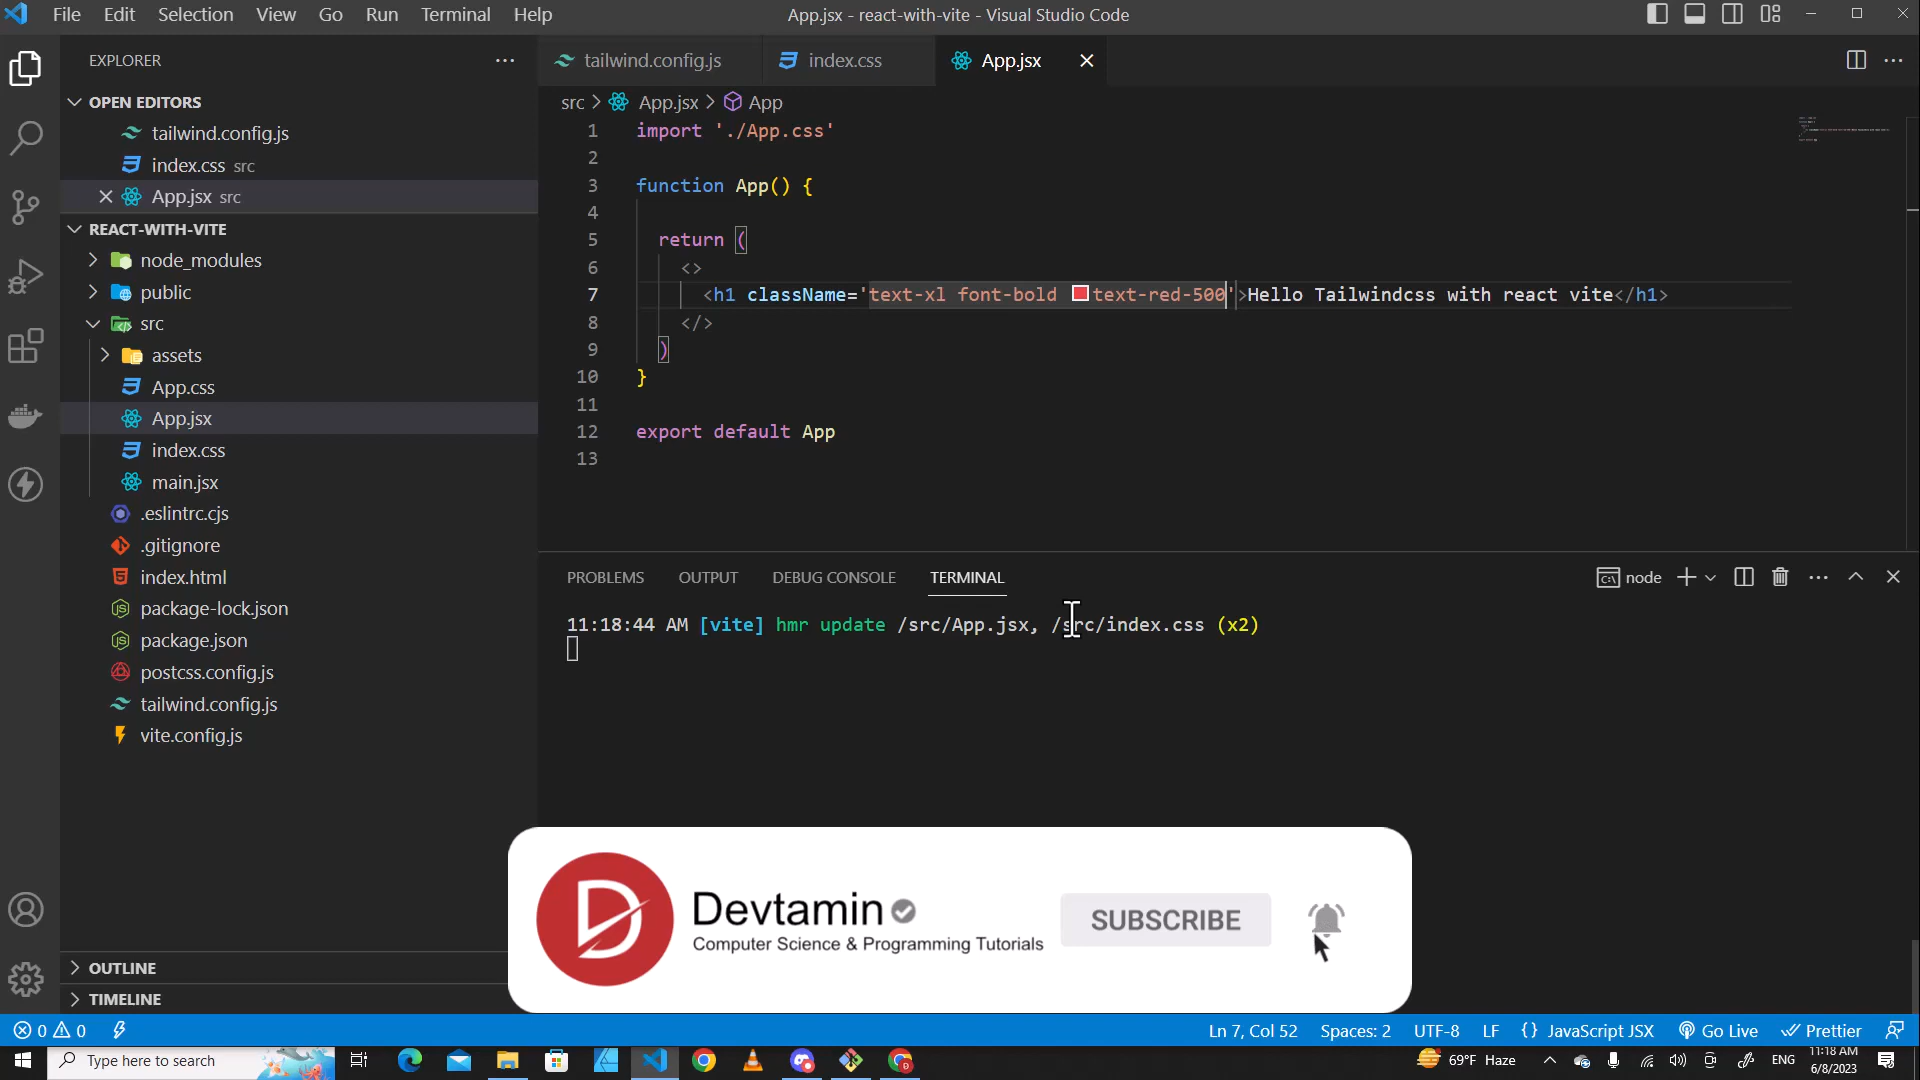 File Edit Selection View Go Run Terminal Help
App.jsx - react-with-vite - Visual Studio Code
EXPLORER
OPEN EDITORS
tailwind.config.js
index.css src
App.jsx src
REACT-WITH-VITE
node_modules
public
src
assets
App.css
App.jsx
index.css
main.jsx
.eslintrc.cjs
.gitignore
index.html
package-lock.json
package.json
postcss.config.js
tailwind.config.js
vite.config.js
OUTLINE
TIMELINE
tailwind.config.js index.css App.jsx
src > App.jsx > App
1 import './App.css'
2
3 function App() {
4
5 return (
6 <>
7 <h1 className='text-xl font-bold text-red-500'>Hello Tailwindcss with react vite</h1>
8 </>
9 )
10 }
11
12 export default App
13
PROBLEMS OUTPUT DEBUG CONSOLE TERMINAL
node
11:18:44 AM [vite] hmr update /src/App.jsx, /src/index.css (x2)
D
Devtamin
Computer Science & Programming Tutorials
SUBSCRIBE
0 0
Ln 7, Col 52 Spaces: 2 UTF-8 LF {} JavaScript JSX Go Live Prettier
Type here to search
69°F Haze
ENG
11:18 AM
6/8/2023